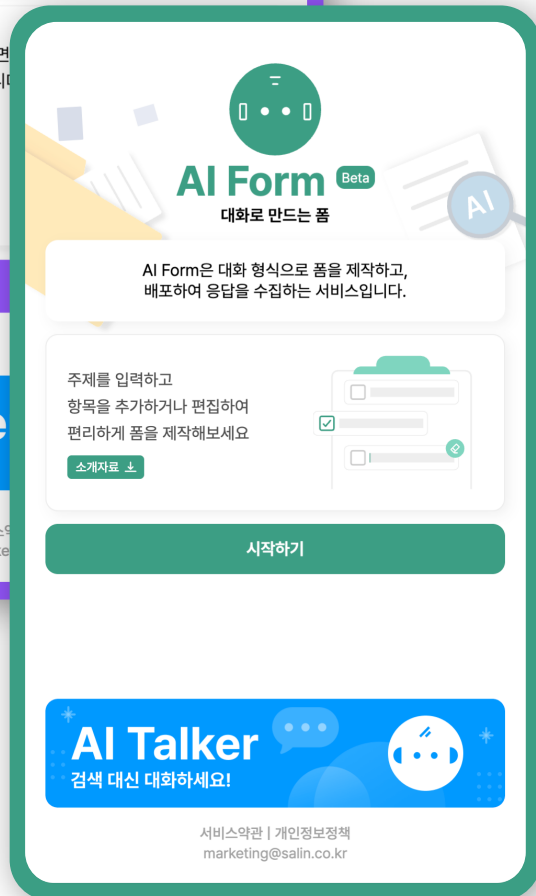 AI Form Beta
대화로 만드는 폼
AI
AI Form은 대화 형식으로 폼을 제작하고,
배포하여 응답을 수집하는 서비스입니다.
주제를 입력하고
항목을 추가하거나 편집하여
편리하게 폼을 제작해보세요
소개자료
시작하기
AI Talker
검색 대신 대화하세요!
서비스약관 | 개인정보정책
marketing@salin.co.kr